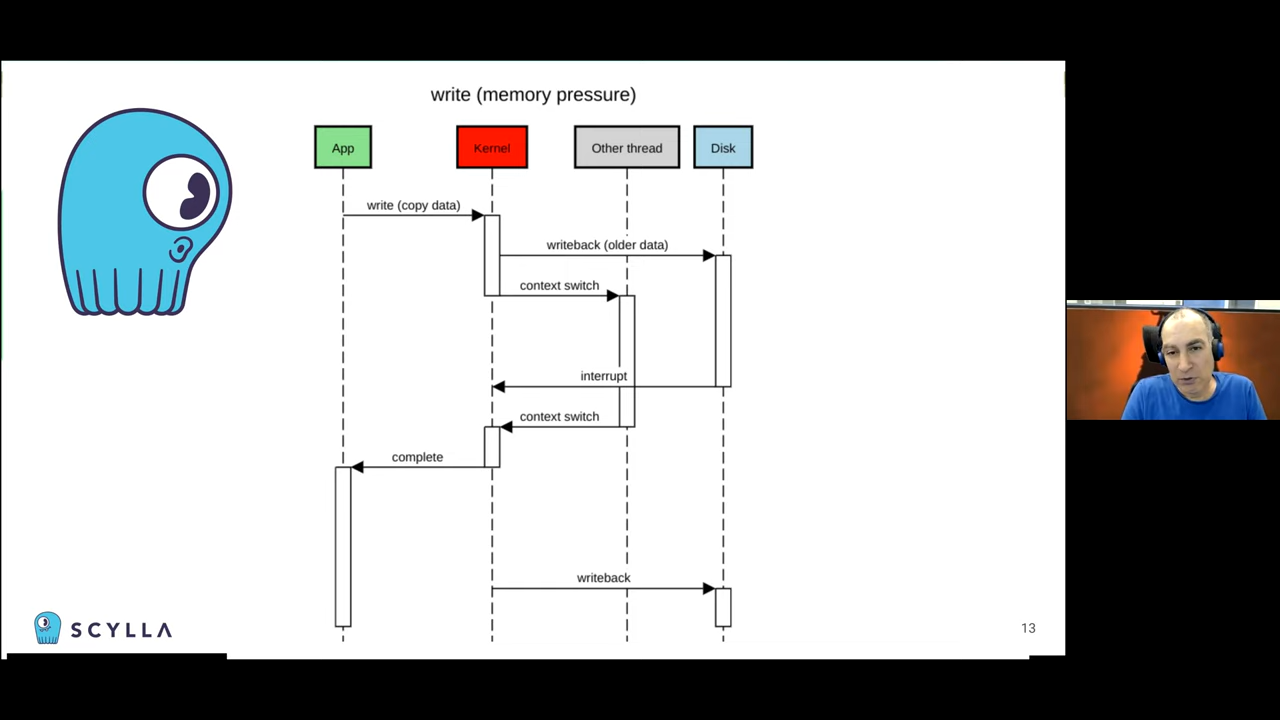 write (memory pressure)
App
Kernel
Other thread
Disk
write (copy data)
writeback (older data)
context switch
interrupt
context switch
complete
writeback
SCYLLA
13